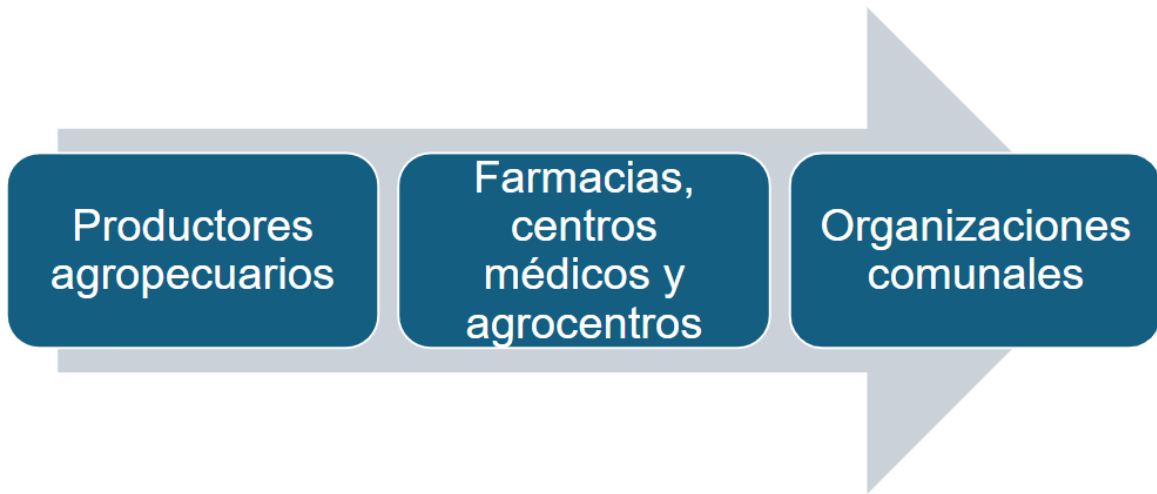 Productores
agropecuarios
Farmacias,
centros
médicos y
agrocentros
Organizaciones
comunales